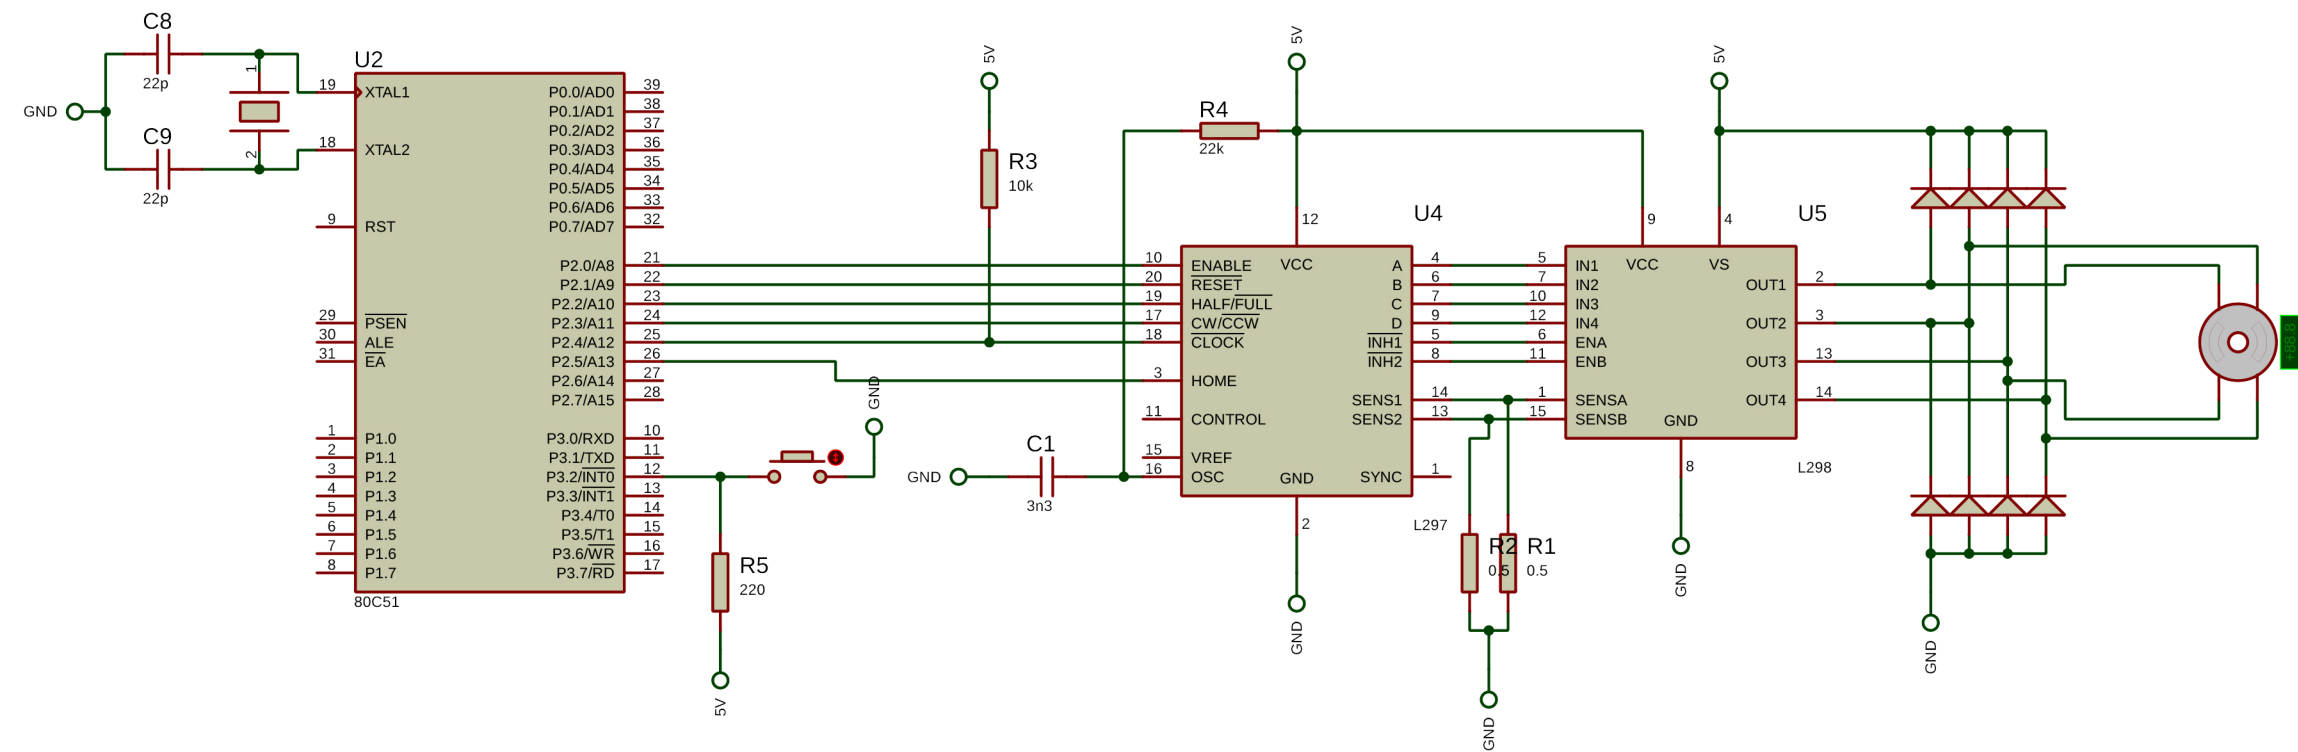 C8
22p
GND
C9
22p
1
2
U2
19 XTAL1
18 XTAL2
9 RST
29 PSEN
30 ALE
31 EA
1 P1.0
2 P1.1
3 P1.2
4 P1.3
5 P1.4
6 P1.5
7 P1.6
8 P1.7
P0.0/AD0 39
P0.1/AD1 38
P0.2/AD2 37
P0.3/AD3 36
P0.4/AD4 35
P0.5/AD5 34
P0.6/AD6 33
P0.7/AD7 32
P2.0/A8 21
P2.1/A9 22
P2.2/A10 23
P2.3/A11 24
P2.4/A12 25
P2.5/A13 26
P2.6/A14 27
P2.7/A15 28
P3.0/RXD 10
P3.1/TXD 11
P3.2/INT0 12
P3.3/INT1 13
P3.4/T0 14
P3.5/T1 15
P3.6/WR 16
P3.7/RD 17
80C51
GND
R5
220
5V
5V
R3
10k
GND
C1
3n3
R4
22k
5V
U4
12 VCC
10 ENABLE
20 RESET
19 HALF/FULL
17 CW/CCW
18 CLOCK
3 HOME
11 CONTROL
15 VREF
16 OSC
A 4
B 6
C 7
D 9
INH1 5
INH2 8
SENS1 14
SENS2 13
SYNC 1
GND
2
L297
GND
R2
0.5
R1
0.5
GND
5V
U5
9 VCC
4 VS
5 IN1
7 IN2
10 IN3
12 IN4
6 ENA
11 ENB
1 SENSA
15 SENSB
OUT1 2
OUT2 3
OUT3 13
OUT4 14
GND
8
L298
GND
GND
+88.8